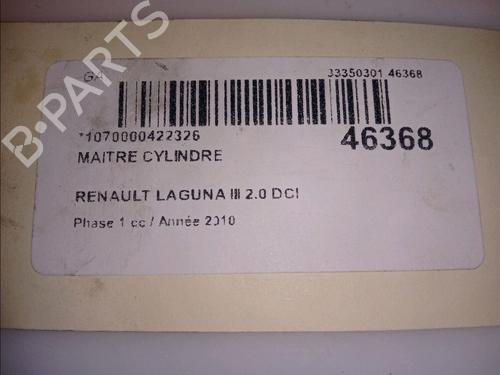 B-PARTS
GA 33350301 46368
*1070000422326 46368
MAITRE CYLINDRE
RENAULT LAGUNA III 2.0 DCI
Phase 1 cc / Année 2010